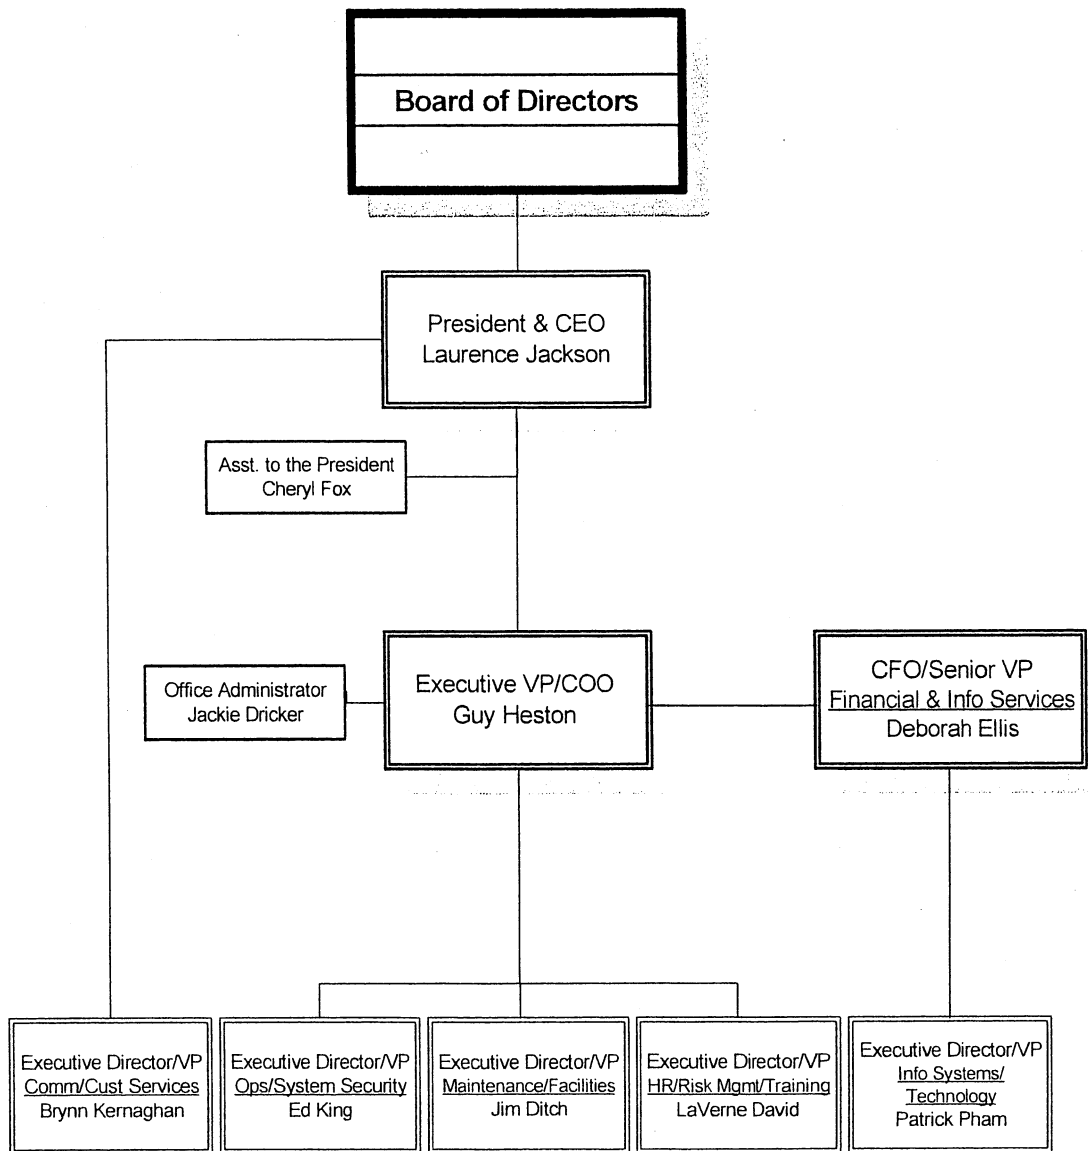 Board of Directors
President & CEO
Laurence Jackson
Asst. to the President
Cheryl Fox
Office Administrator
Jackie Dricker
Executive VP/COO
Guy Heston
CFO/Senior VP
Financial & Info Services
Deborah Ellis
Executive Director/VP
Comm/Cust Services
Brynn Kernaghan
Executive Director/VP
Ops/System Security
Ed King
Executive Director/VP
Maintenance/Facilities
Jim Ditch
Executive Director/VP
HR/Risk Mgmt/Training
LaVerne David
Executive Director/VP
Info Systems/
Technology
Patrick Pham